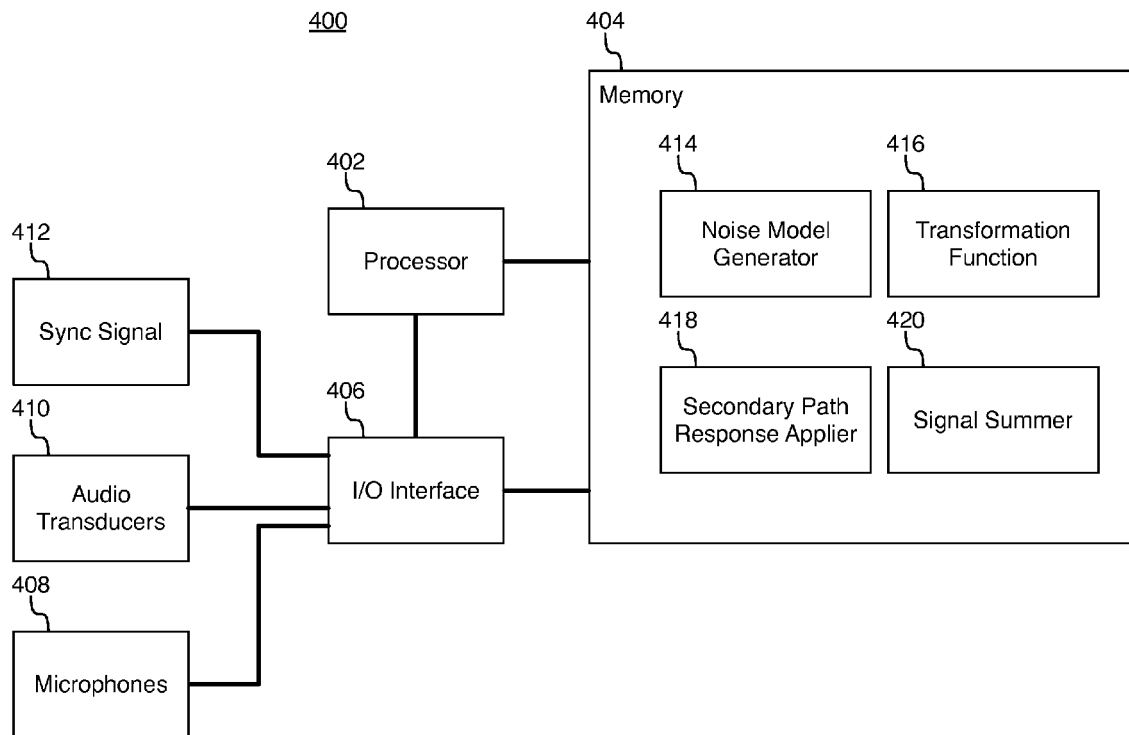 400
404
Memory
414
Noise Model
Generator
416
Transformation
Function
418
Secondary Path
Response Applier
420
Signal Summer
402
Processor
412
Sync Signal
406
I/O Interface
410
Audio
Transducers
408
Microphones